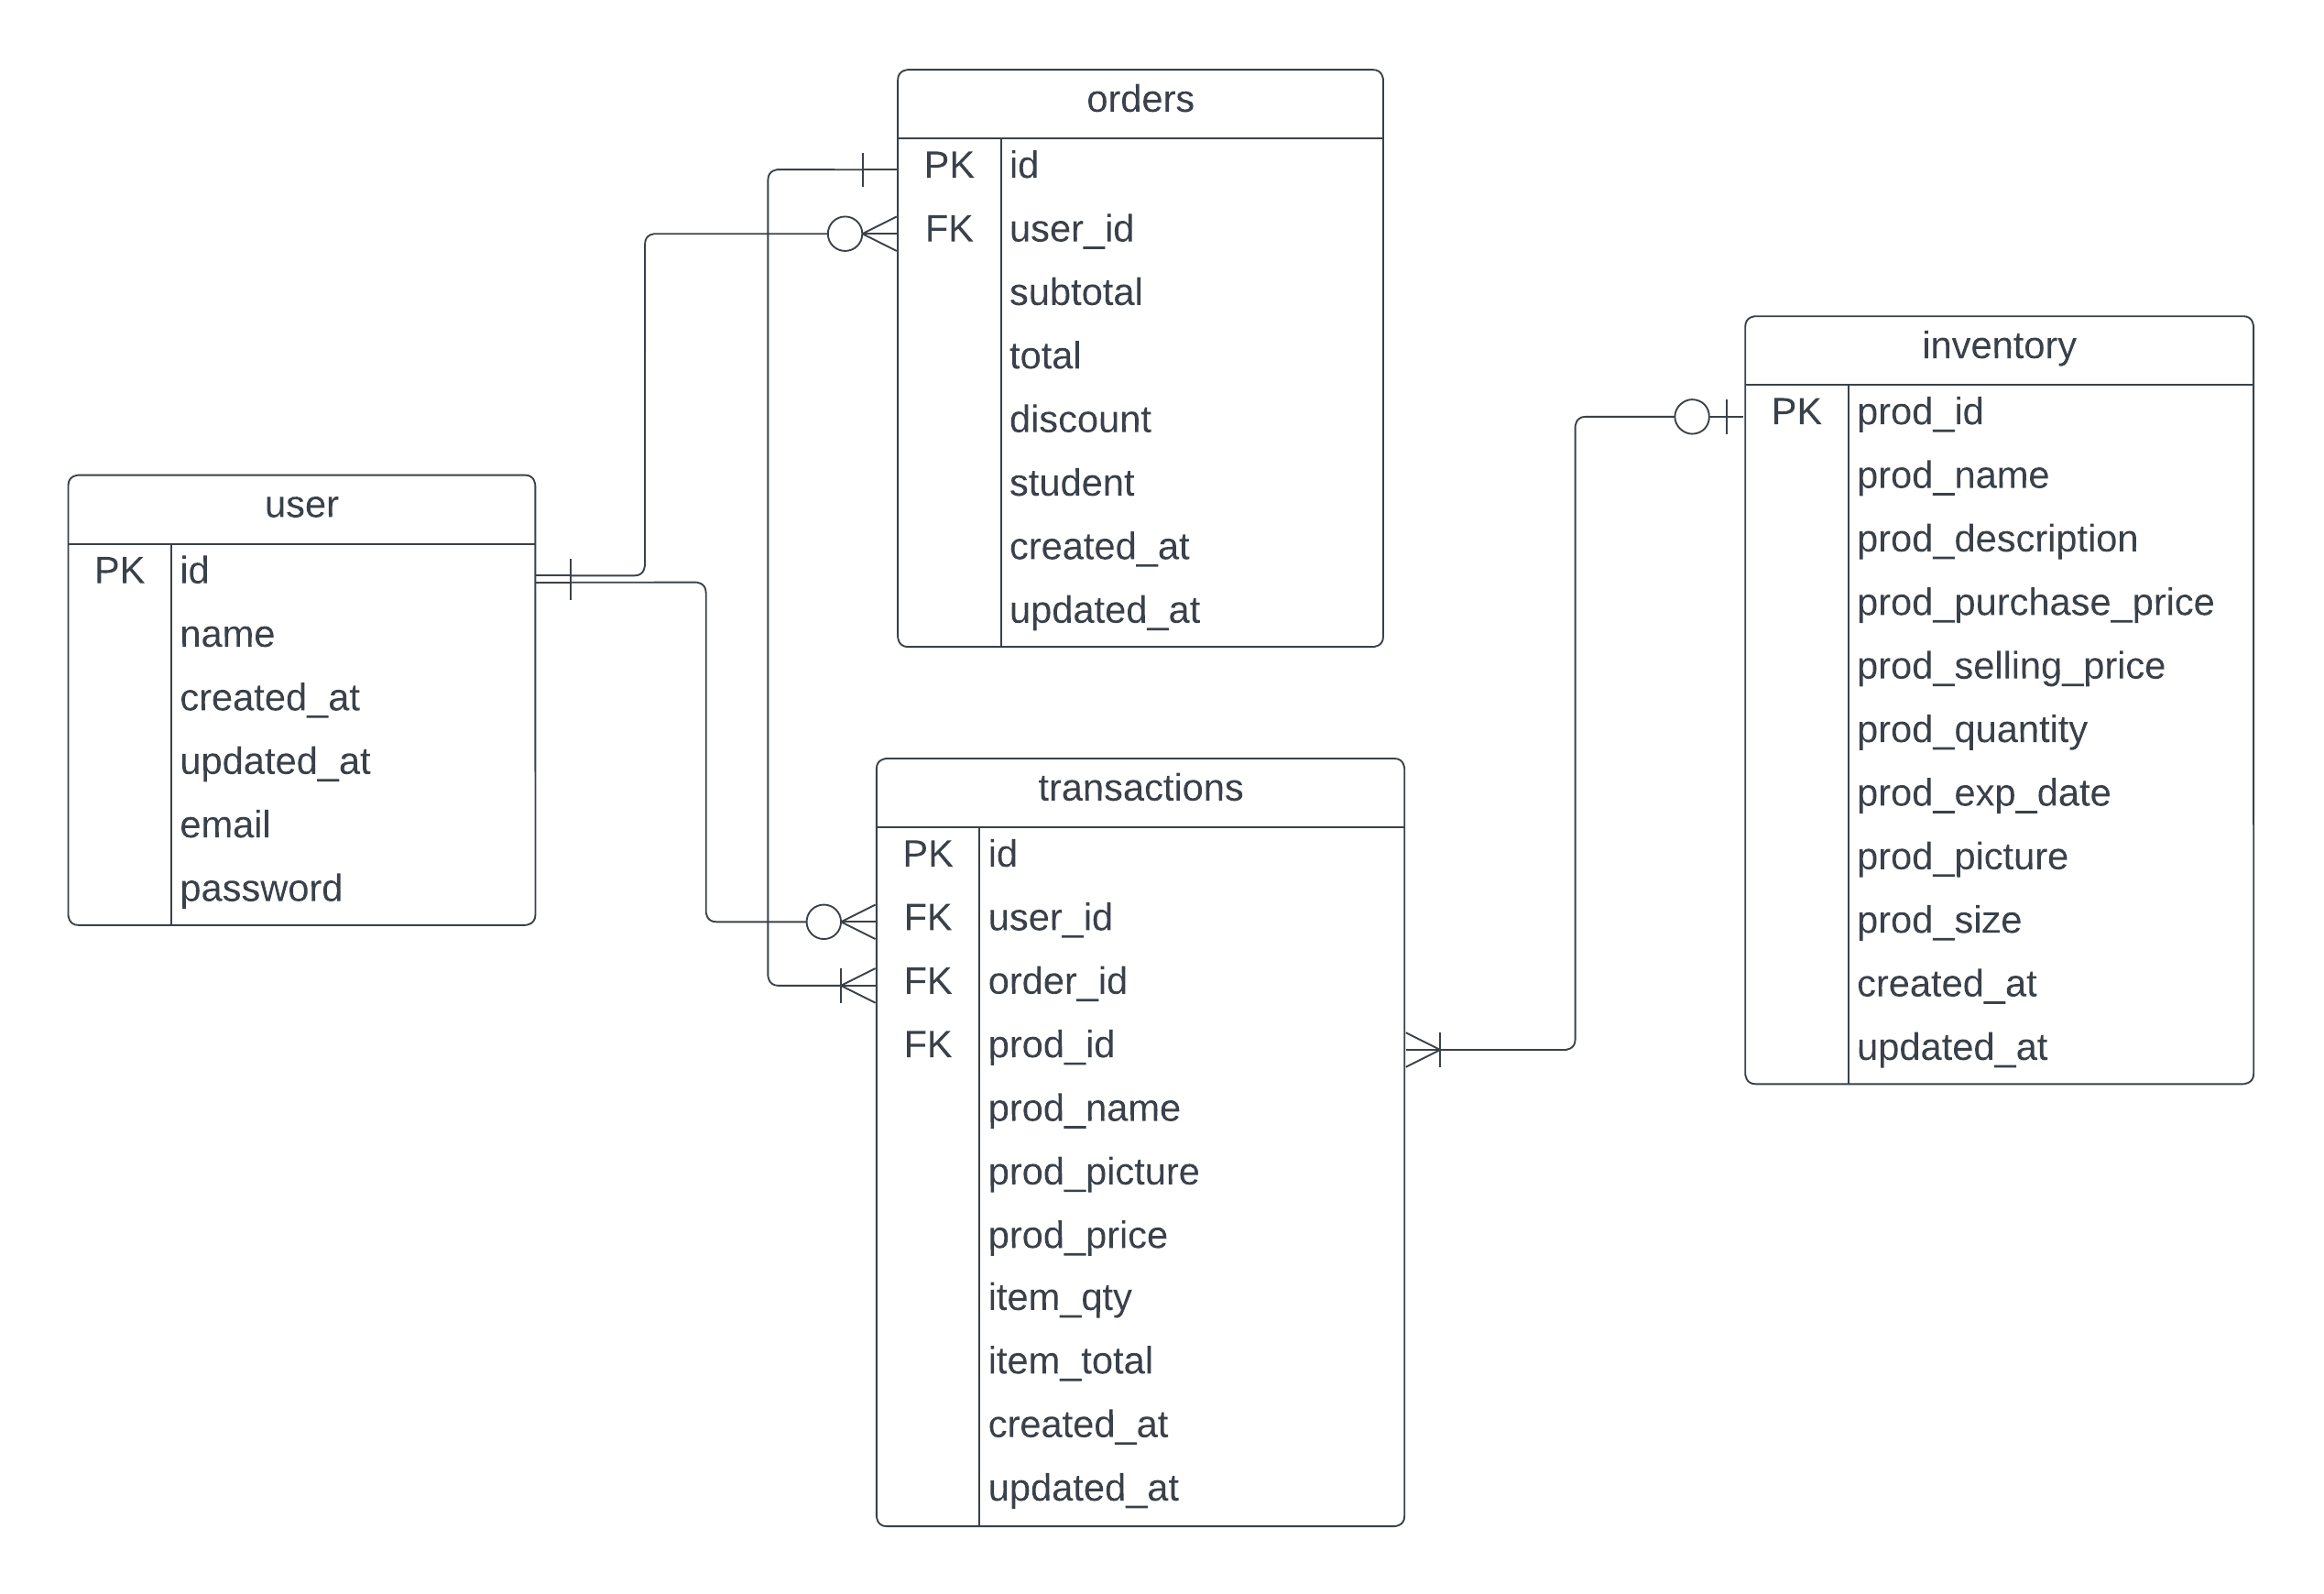 orders
PK id
FK user_id
subtotal
total
discount
student
created_at
updated_at
user
PK id
name
created_at
updated_at
email
password
transactions
PK id
FK user_id
FK order_id
FK prod_id
prod_name
prod_picture
prod_price
item_qty
item_total
created_at
updated_at
inventory
PK prod_id
prod_name
prod_description
prod_purchase_price
prod_selling_price
prod_quantity
prod_exp_date
prod_picture
prod_size
created_at
updated_at